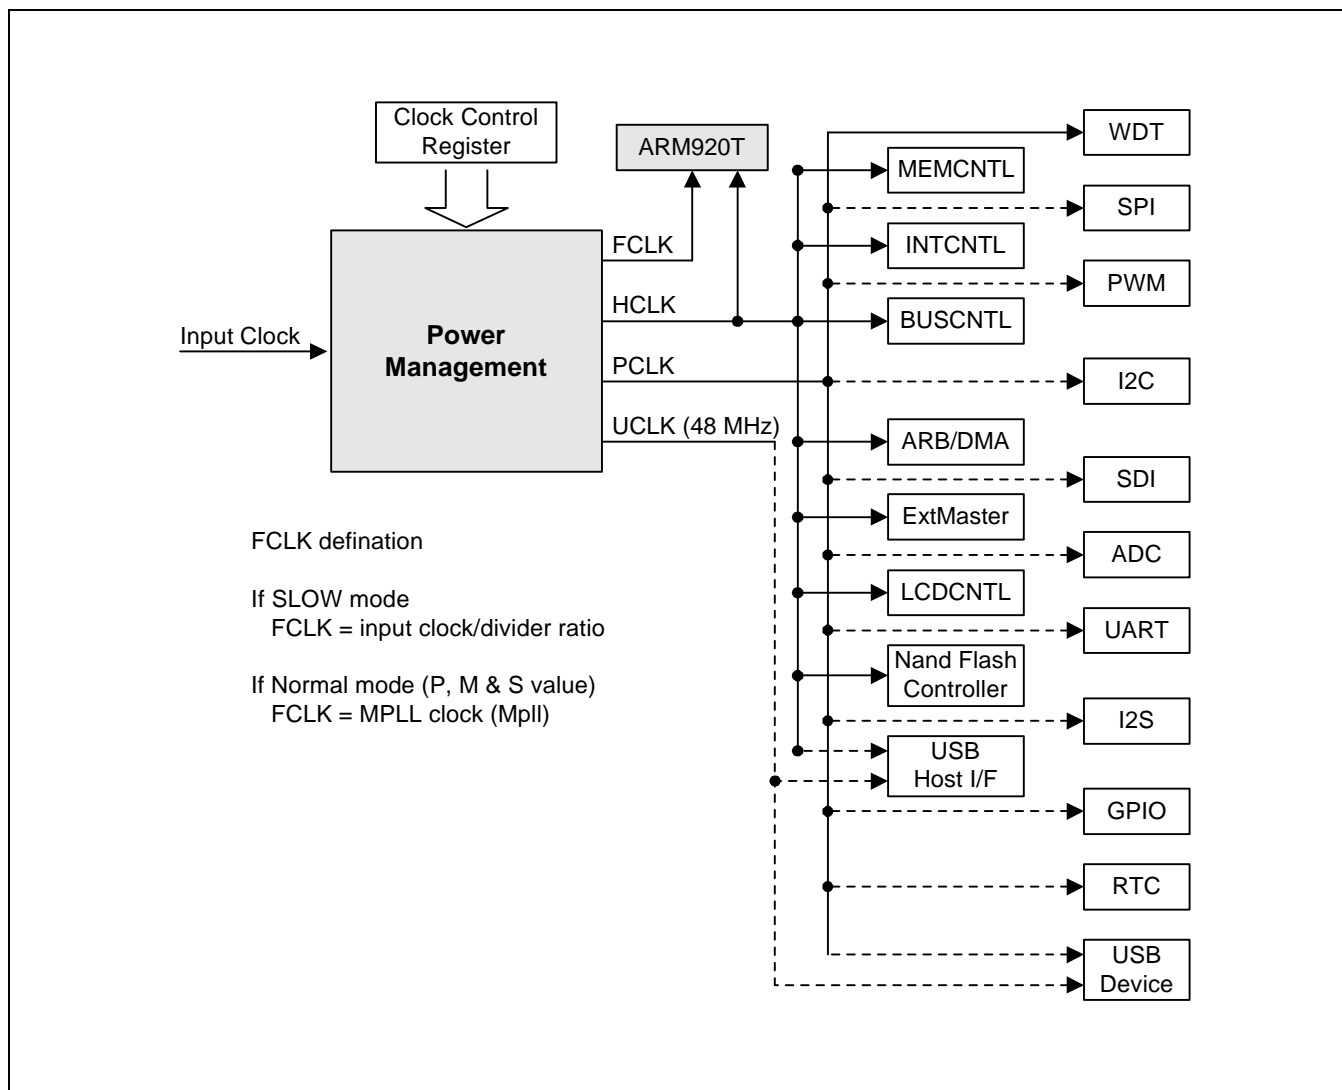 Clock Control
Register
ARM920T
WDT
MEMCNTL
SPI
FCLK
INTCNTL
PWM
HCLK
BUSCNTL
Input Clock
Power
Management
PCLK
I2C
UCLK (48 MHz)
ARB/DMA
SDI
ExtMaster
ADC
LCDCNTL
UART
Nand Flash
Controller
I2S
USB
Host I/F
GPIO
RTC
USB
Device
FCLK defination
If SLOW mode
FCLK = input clock/divider ratio
If Normal mode (P, M & S value)
FCLK = MPLL clock (Mpll)